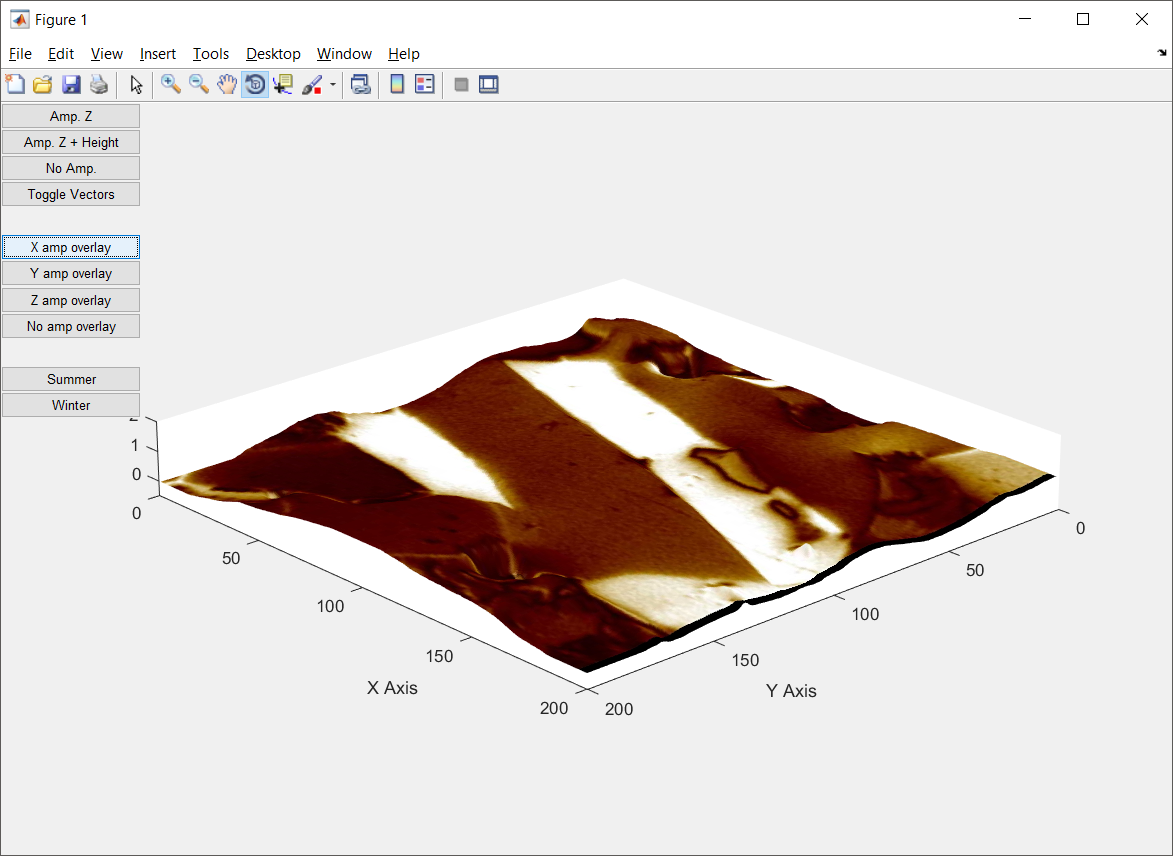 Figure 1
File Edit View Insert Tools Desktop Window Help
Amp. Z
Amp. Z + Height
No Amp.
Toggle Vectors
X amp overlay
Y amp overlay
Z amp overlay
No amp overlay
Summer
Winter
1
0
0
50
100
150
200
X Axis
0
50
100
150
200
Y Axis